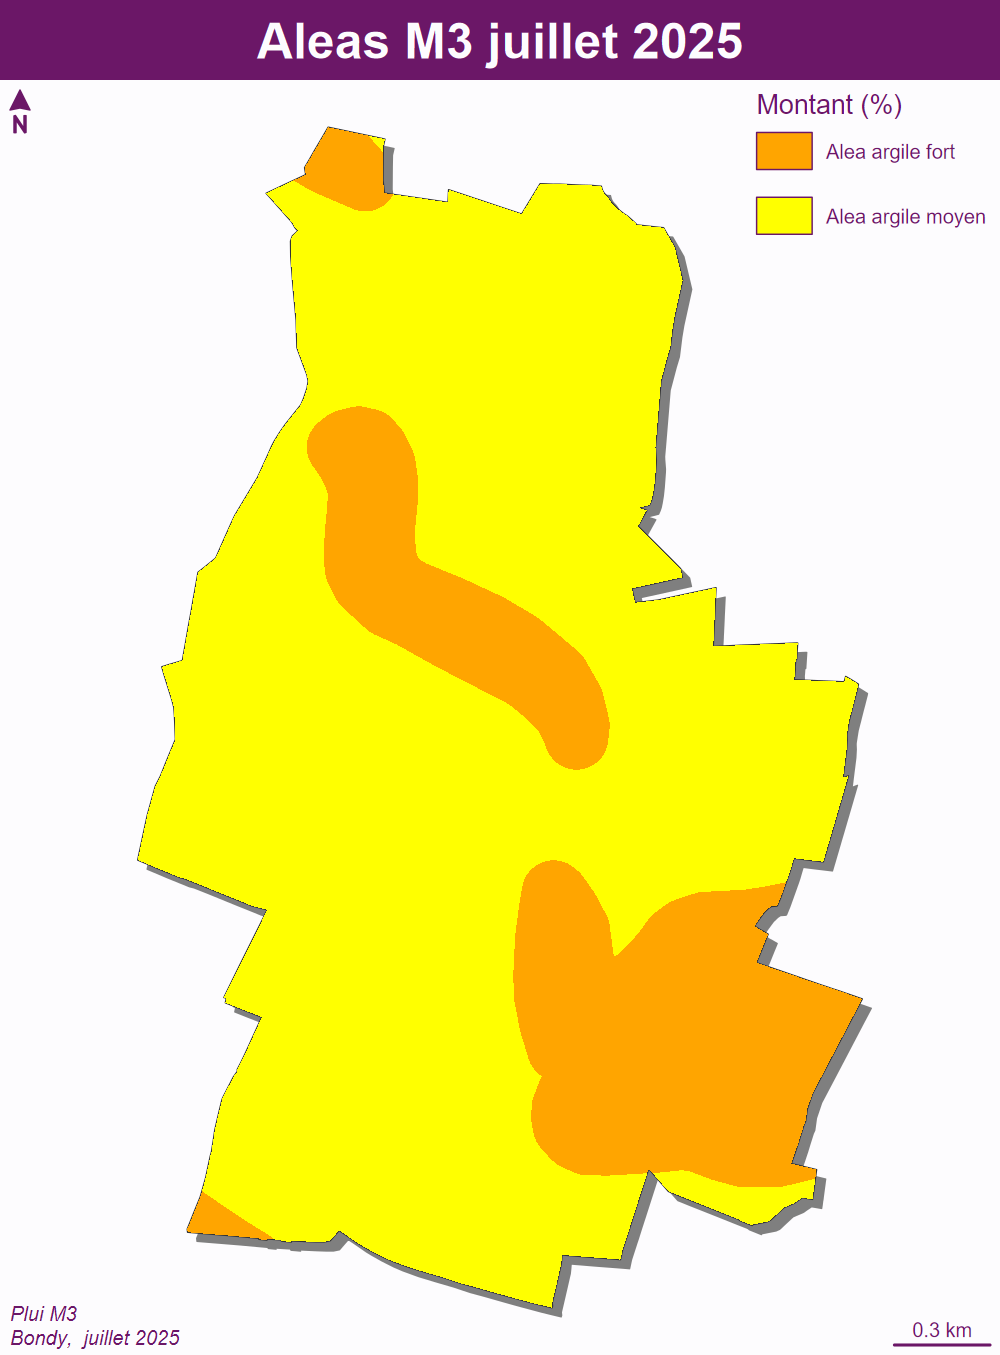 Aleas M3 juillet 2025
N
Montant (%)
Alea argile fort
Alea argile moyen
Plui M3
Bondy, juillet 2025
0.3 km